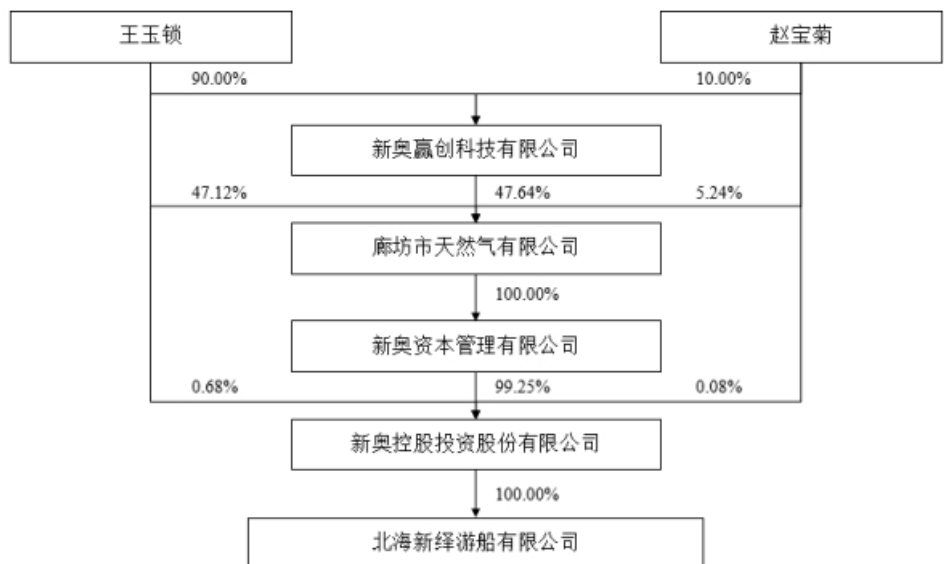 王玉锁
赵宝菊
90.00%
10.00%
新奥赢创科技有限公司
47.12%
47.64%
5.24%
廊坊市天然气有限公司
100.00%
新奥资本管理有限公司
0.68%
99.25%
0.08%
新奥控股投资股份有限公司
100.00%
北海新绎游船有限公司